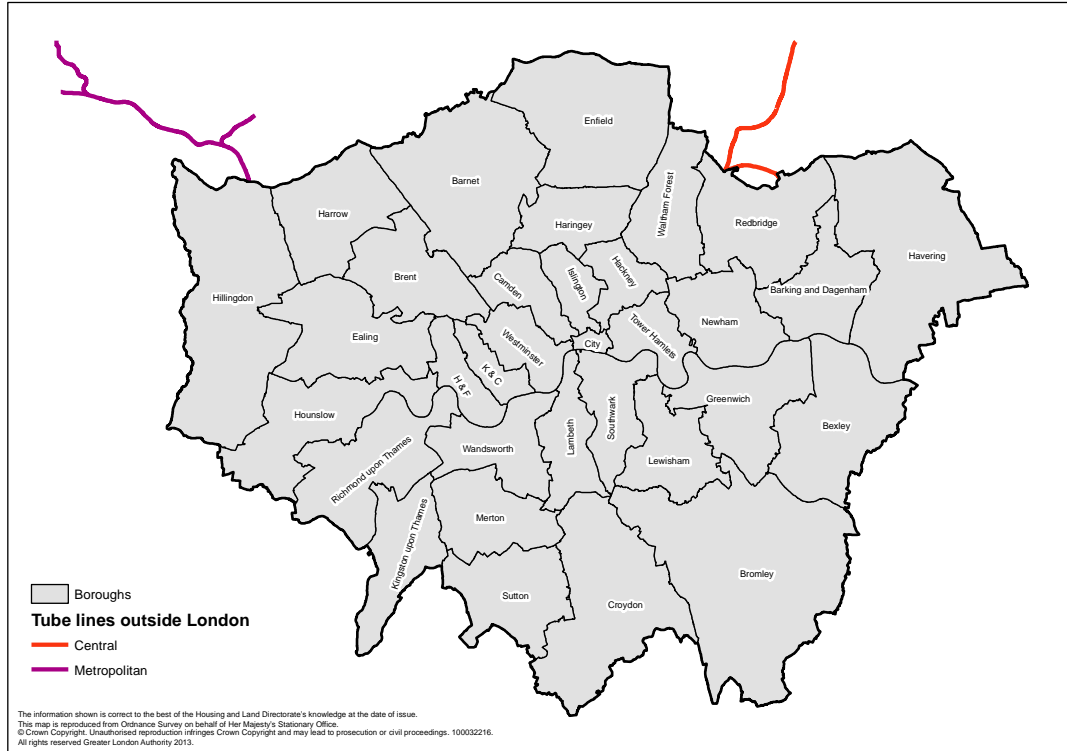 Enfield
Barnet
Waltham Forest
Harrow
Haringey
Redbridge
Havering
Brent
Camden
Islington
Hackney
Hillingdon
Barking and Dagenham
Ealing
Westminster
City
Tower Hamlets
Newham
H & F
K & C
Hounslow
Greenwich
Lambeth
Southwark
Bexley
Richmond upon Thames
Wandsworth
Lewisham
Merton
Kingston upon Thames
Sutton
Croydon
Bromley
Boroughs
Tube lines outside London
Central
Metropolitan
The information shown is correct to the best of the Housing and Land Directorate's knowledge at the date of issue.
This map is reproduced from Ordnance Survey on behalf of Her Majesty's Stationary Office.
© Crown Copyright. Unauthorised reproduction infringes Crown Copyright and may lead to prosecution or civil proceedings. 100032216.
All rights reserved Greater London Authority 2013.